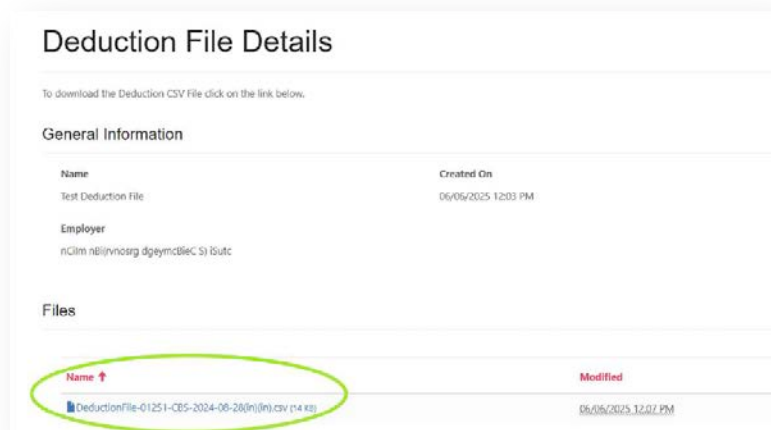 Deduction File Details
To download the Deduction CSV File click on the link below.
General Information
Name Created On
Test Deduction File 06/06/2025 12:03 PM
Employer
Files
Name ↑ Modified
DeductionFile-01251-CBS-2024-08-28(in)(in).csv (14 KB) 06/06/2025 12:07 PM